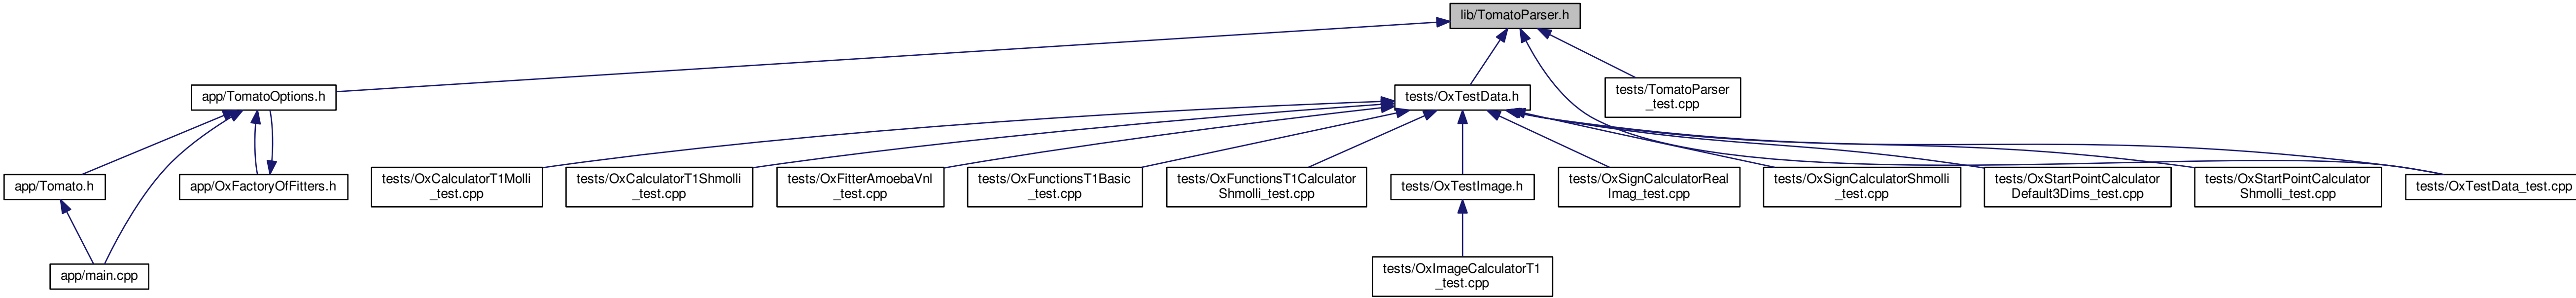 lib/TomatoParser.h
app/TomatoOptions.h
tests/OxTestData.h
tests/TomatoParser
_test.cpp
app/Tomato.h
app/OxFactoryOfFitters.h
tests/OxCalculatorT1Molli
_test.cpp
tests/OxCalculatorT1Shmolli
_test.cpp
tests/OxFitterAmoebaVnl
_test.cpp
tests/OxFunctionsT1Basic
_test.cpp
tests/OxFunctionsT1Calculator
Shmolli_test.cpp
tests/OxTestImage.h
tests/OxSignCalculatorReal
Imag_test.cpp
tests/OxSignCalculatorShmolli
_test.cpp
tests/OxStartPointCalculator
Default3Dims_test.cpp
tests/OxStartPointCalculator
Shmolli_test.cpp
tests/OxTestData_test.cpp
app/main.cpp
tests/OxImageCalculatorT1
_test.cpp